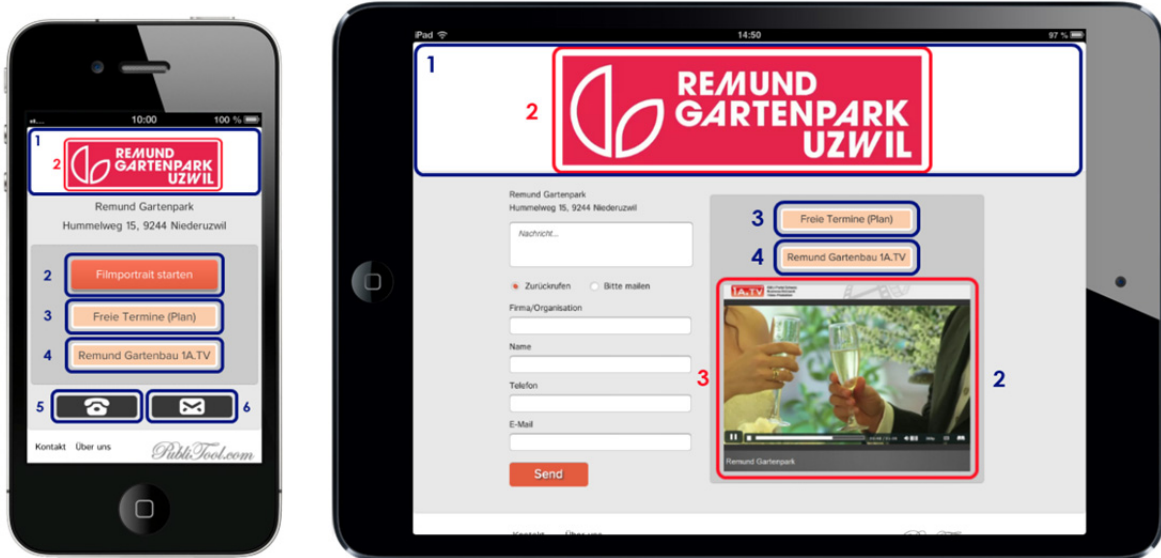 10:00
100 %
1
2
REMUND
GARTENPARK
UZWIL
Remund Gartenpark
Hummelweg 15, 9244 Niederuzwil
2
Filmportrait starten
3
Freie Termine (Plan)
4
Remund Gartenbau 1A.TV
5
6
Kontakt Über uns
PubliTool.com
iPad
14:50
97 %
1
2
REMUND
GARTENPARK
UZWIL
Remund Gartenpark
Hummelweg 15, 9244 Niederuzwil
Nachricht...
Zurückrufen Bitte mailen
Firma/Organisation
Name
Telefon
E-Mail
Send
3
Freie Termine (Plan)
4
Remund Gartenbau 1A.TV
1A.TV
3
2
Remund Gartenpark
Kontakt Über uns